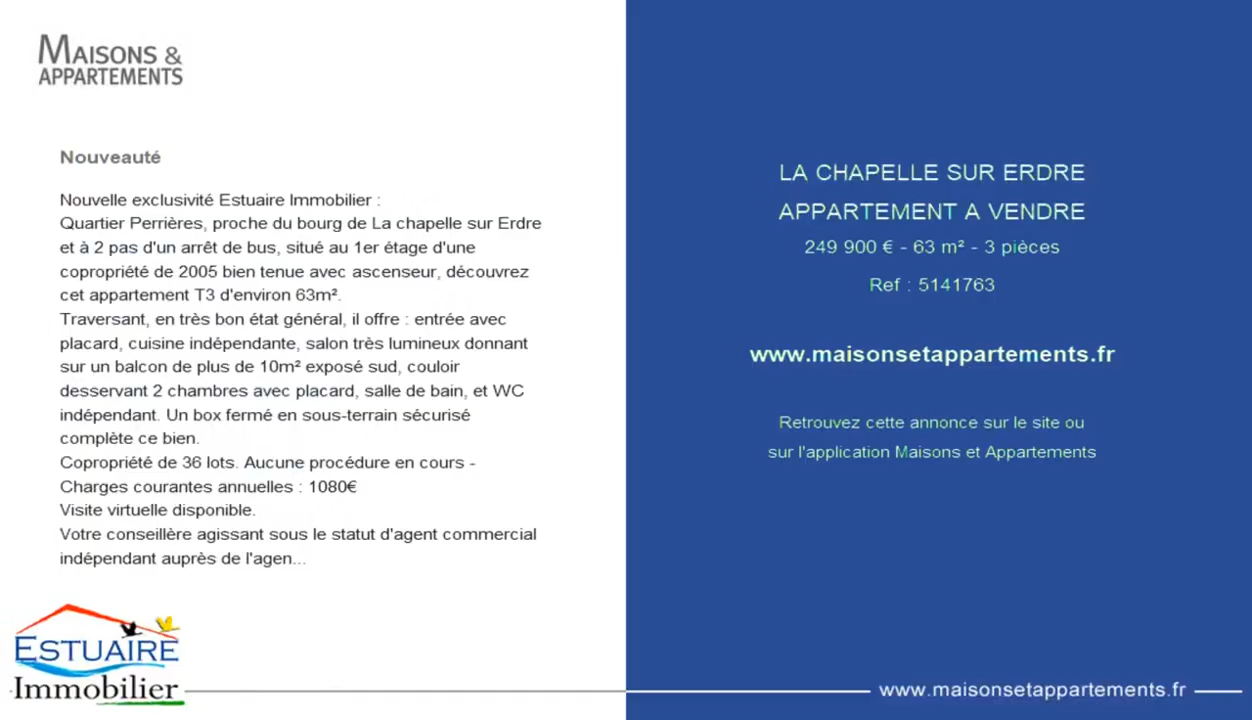 MAISONS &
APPARTEMENTS
Nouveauté
Nouvelle exclusivité Estuaire Immobilier :
Quartier Perrières, proche du bourg de La chapelle sur Erdre
et à 2 pas d'un arrêt de bus, situé au 1er étage d'une
copropriété de 2005 bien tenue avec ascenseur, découvrez
cet appartement T3 d'environ 63m².
Traversant, en très bon état général, il offre : entrée avec
placard, cuisine indépendante, salon très lumineux donnant
sur un balcon de plus de 10m² exposé sud, couloir
desservant 2 chambres avec placard, salle de bain, et WC
indépendant. Un box fermé en sous-terrain sécurisé
complète ce bien.
Copropriété de 36 lots. Aucune procédure en cours -
Charges courantes annuelles : 1080€
Visite virtuelle disponible.
Votre conseillère agissant sous le statut d'agent commercial
indépendant auprès de l'agen...
ESTUAIRE
Immobilier
LA CHAPELLE SUR ERDRE
APPARTEMENT A VENDRE
249 900 € - 63 m² - 3 pièces
Ref : 5141763
www.maisonsetappartements.fr
Retrouvez cette annonce sur le site ou
sur l'application Maisons et Appartements
www.maisonsetappartements.fr